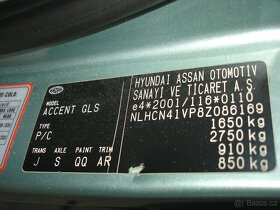 MODEL
ACCENT GLS
TYPE
P/C
TRANS AXLE PAINT TRIM
J S QQ AR
HYUNDAI ASSAN OTOMOTIV
SANAYI VE TICARET A.Ş.
e4*2001/116*0110
NLHCN41VP8Z086169
1650 kg
2750 kg
910 kg
850 kg
Bazoš.cz